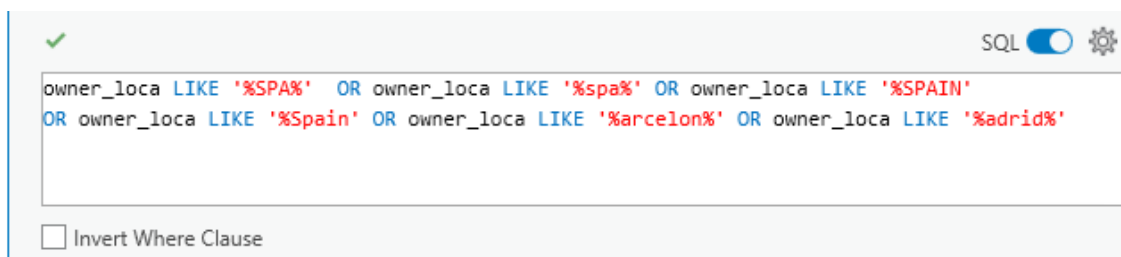 SQL
owner_loca LIKE '%SPA%'  OR owner_loca LIKE '%spa%' OR owner_loca LIKE '%SPAIN'
OR owner_loca LIKE '%Spain' OR owner_loca LIKE '%arcelon%' OR owner_loca LIKE '%adrid%'
Invert Where Clause